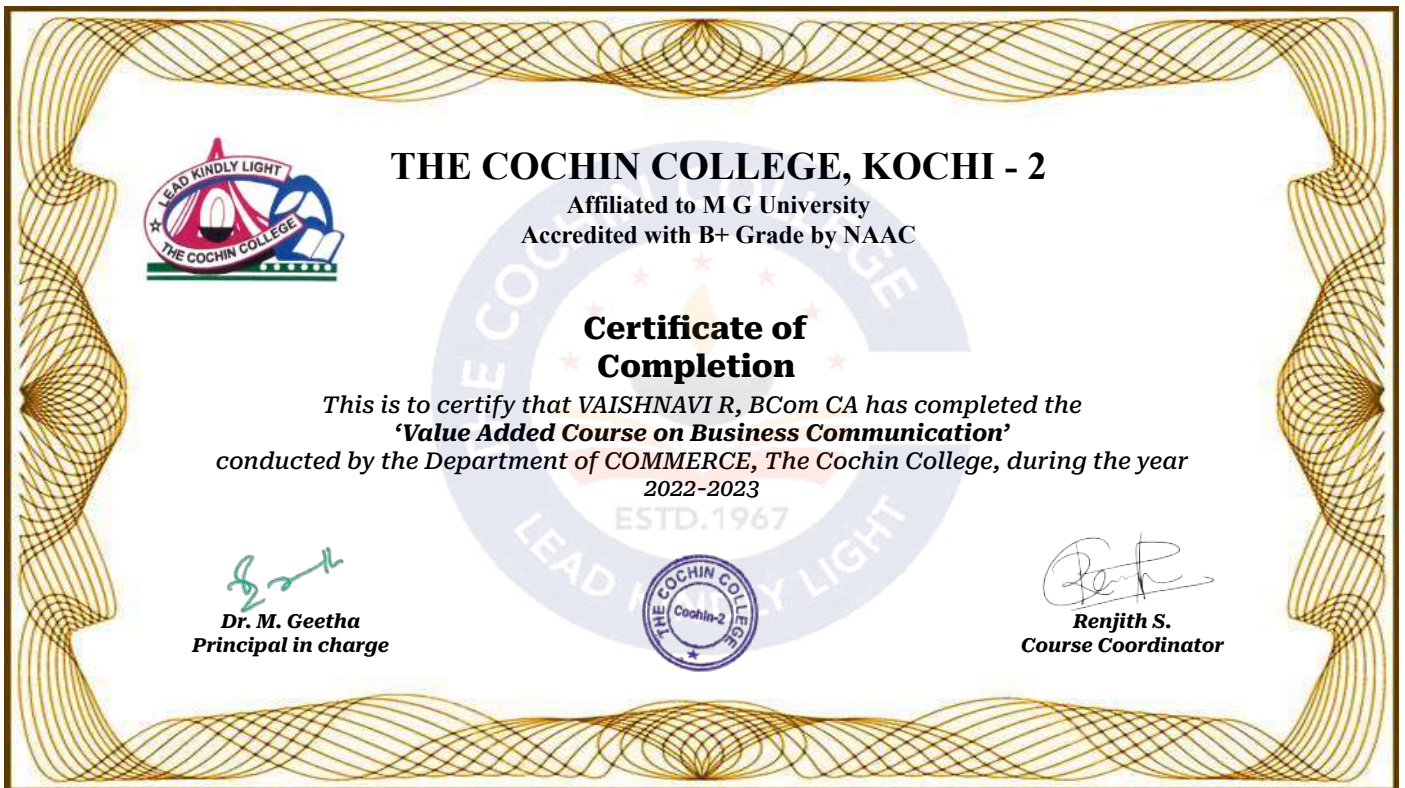 LEAD KINDLY LIGHT
THE COCHIN COLLEGE
THE COCHIN COLLEGE, KOCHI - 2
Affiliated to M G University
Accredited with B+ Grade by NAAC
THE COCHIN COLLEGE
Certificate of
Completion
This is to certify that VAISHNAVI R, BCom CA has completed the
‘Value Added Course on Business Communication’
conducted by the Department of COMMERCE, The Cochin College, during the year
2022-2023
ESTD.1967
LEAD KINDLY LIGHT
THE COCHIN COLLEGE
Cochin-2
Dr. M. Geetha
Principal in charge
Renjith S.
Course Coordinator